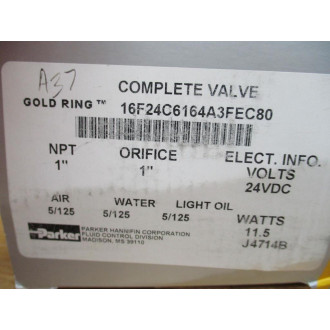 A37
COMPLETE VALVE
GOLD RING™ 16F24C6164A3FEC80
NPT ORIFICE ELECT. INFO.
1" 1" VOLTS
24VDC
AIR WATER LIGHT OIL
5/125 5/125 5/125 WATTS
11.5
J4714B
Parker PARKER HANNIFIN CORPORATION
FLUID CONTROL DIVISION
MADISON, MS 39110